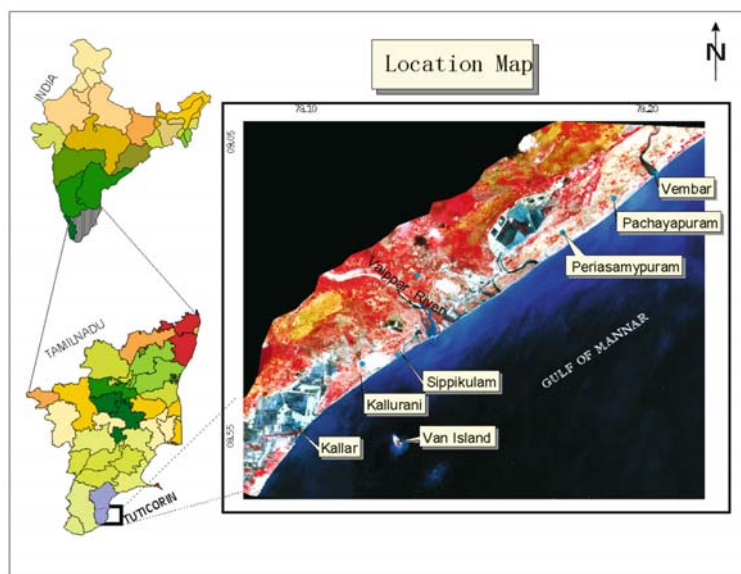 Location Map
N
INDIA
78.10
78.20
09.05
Vembar
Pachayapuram
Periasamypuram
Vaippar River
TAMILNADU
GULF OF MANNAR
Sippikulam
Kallurani
Van Island
Kallar
08.55
TUTICORIN